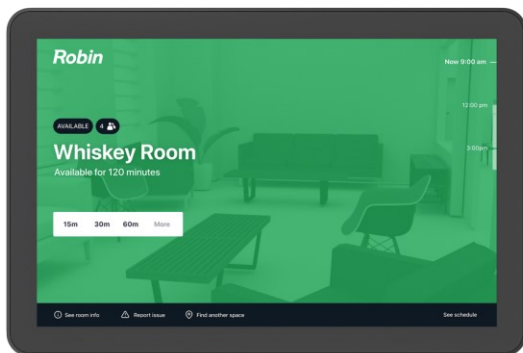 Robin
Now 9:00 am
12:00 pm
AVAILABLE 4
3:00pm
Whiskey Room
Available for 120 minutes
15m 30m 60m More
See room info Report issue Find another space See schedule